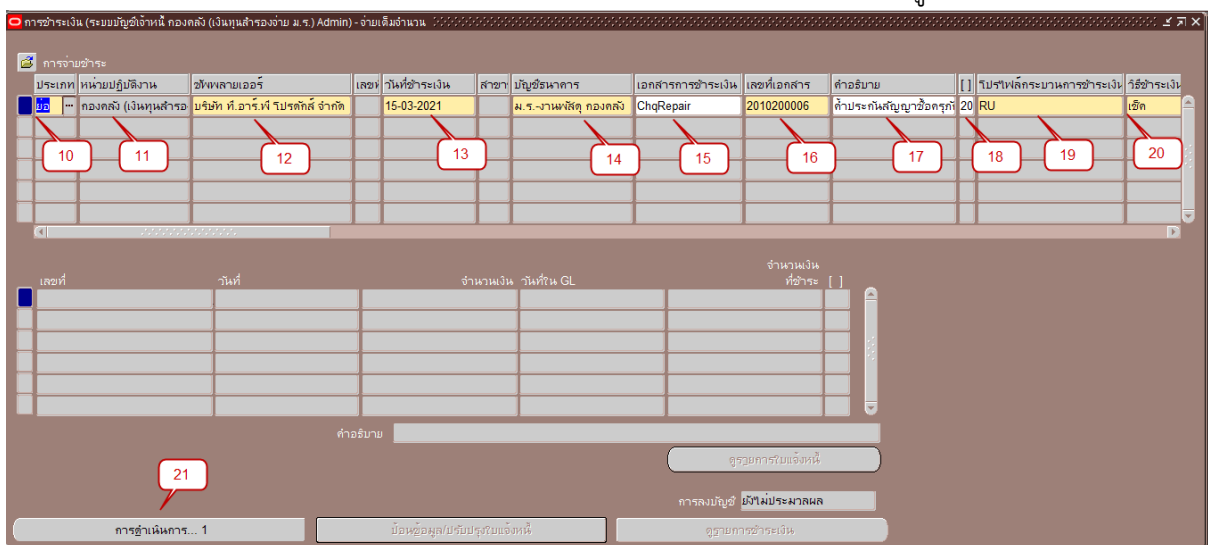 การชำระเงิน (ระบบบัญชีเจ้าหนี้ กองคลัง (เงินทุนสำรองจ่าย ม.ร.) Admin) - จ่ายเต็มจำนวน
การจ่ายชำระ
ประเภท หน่วยปฏิบัติงาน ซัพพลายเออร์ เลขที่ วันที่ชำระเงิน สาขา บัญชีธนาคาร เอกสารการชำระเงิน เลขที่เอกสาร คำอธิบาย [ ] โปรไฟล์กระบวนการชำระเงิน วิธีชำระเงิน
ย่อ ... กองคลัง (เงินทุนสำรอ บริษัท ที.อาร์.พี โปรดักส์ จำกัด 15-03-2021 ม.ร.-งานพัสดุ กองคลัง ChqRepair 2010200006 ค้ำประกันสัญญาซื้อครุภั 20 RU เช็ค
10 11 12 13 14 15 16 17 18 19 20
จำนวนเงิน
เลขที่ วันที่ จำนวนเงิน วันที่ใน GL ที่ชำระ [ ]
คำอธิบาย
ดูรายการใบแจ้งหนี้
21
การลงบัญชี ยังไม่ประมวลผล
การดำเนินการ... 1 ป้อนข้อมูล/ปรับปรุงใบแจ้งหนี้ ดูรายการชำระเงิน